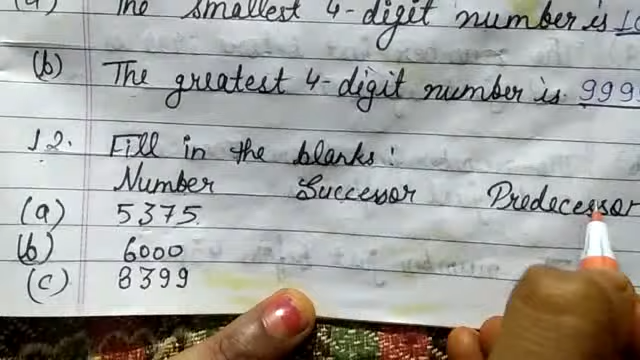 (a) The smallest 4-digit number is
(b) The greatest 4-digit number is 999
12. Fill in the blanks:
Number Successor Predecessor
(a) 5375
(b) 6000
(c) 8399